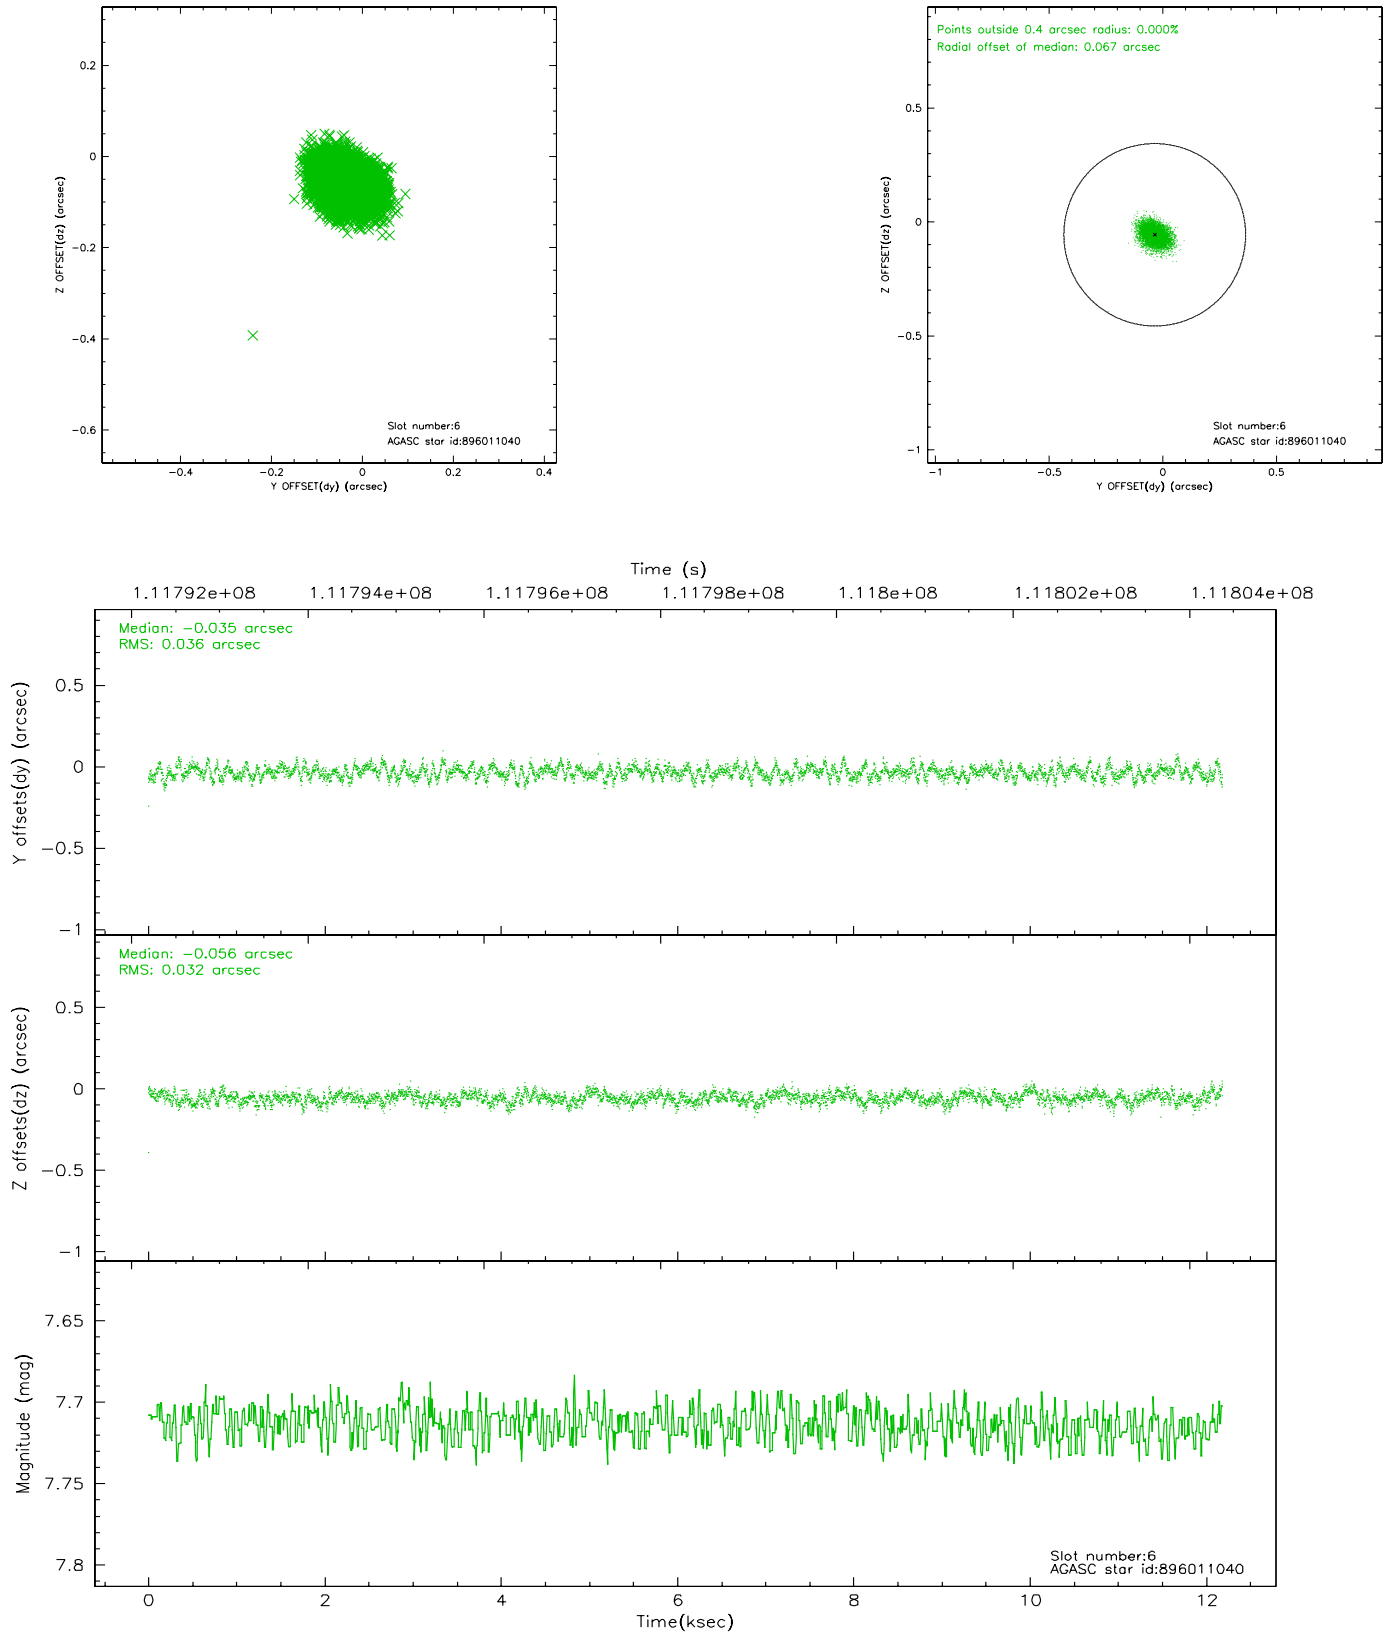 0.2
0
−0.2
−0.4
−0.6
Z OFFSET(dz) (arcsec)
Slot number:6
AGASC star id:896011040
−0.4 −0.2 0 0.2 0.4
Y OFFSET(dy) (arcsec)
Points outside 0.4 arcsec radius: 0.000%
Radial offset of median: 0.067 arcsec
0.5
0
−0.5
−1
Z OFFSET(dz) (arcsec)
Slot number:6
AGASC star id:896011040
−1 −0.5 0 0.5
Y OFFSET(dy) (arcsec)
Time (s)
1.11792e+08 1.11794e+08 1.11796e+08 1.11798e+08 1.118e+08 1.11802e+08 1.11804e+08
Median: −0.035 arcsec
RMS: 0.036 arcsec
0.5
0
−0.5
−1
Y offsets(dy) (arcsec)
Median: −0.056 arcsec
RMS: 0.032 arcsec
0.5
0
−0.5
−1
Z offsets(dz) (arcsec)
7.65
7.7
7.75
7.8
Magnitude (mag)
Slot number:6
AGASC star id:896011040
0 2 4 6 8 10 12
Time(ksec)